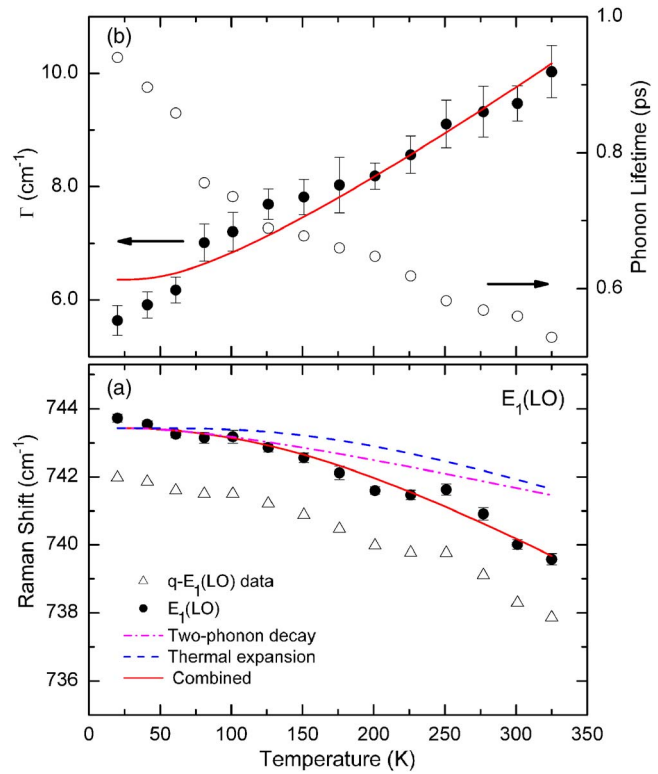 (b)
1.0
10.0
Γ (cm-1)
8.0
0.8
Phonon Lifetime (ps)
6.0
0.6
(a)
E1(LO)
744
742
740
738
736
Raman Shift (cm-1)
q-E1(LO) data
E1(LO)
Two-phonon decay
Thermal expansion
Combined
0 50 100 150 200 250 300 350
Temperature (K)